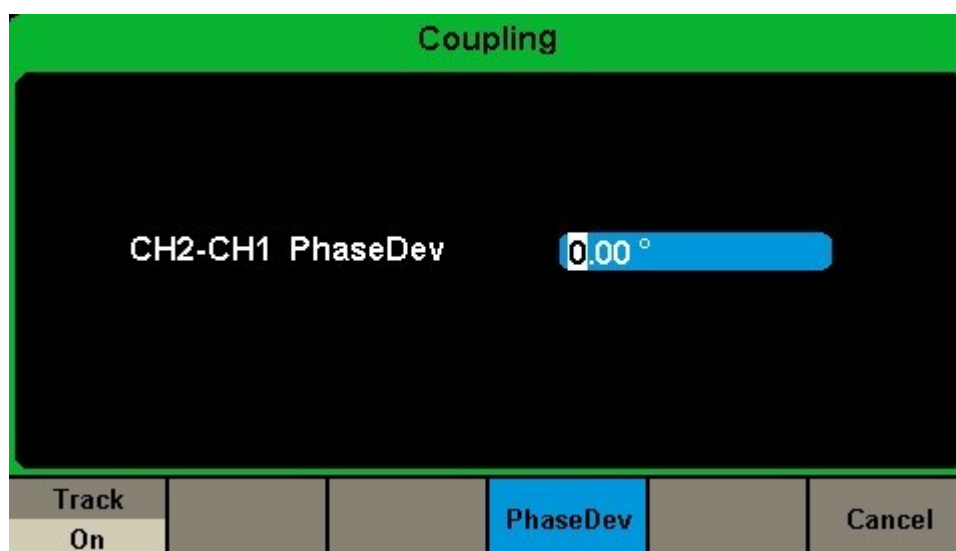 Coupling
CH2-CH1 PhaseDev 0.00 °
Track
On
PhaseDev
Cancel